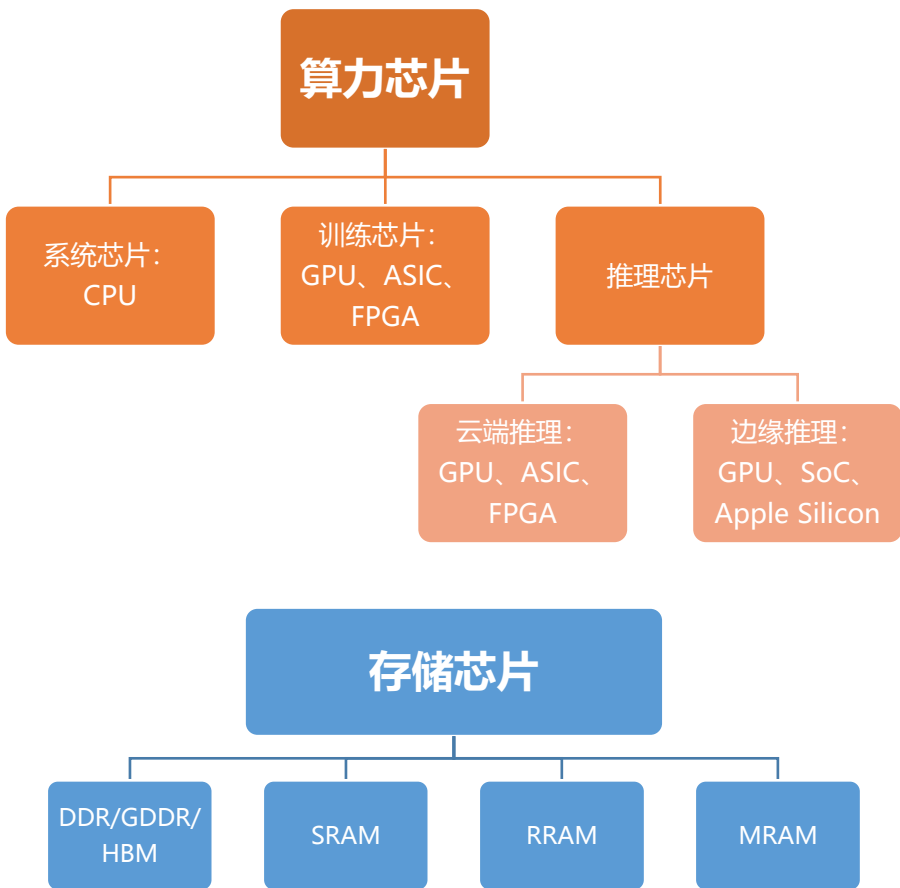 算力芯片
系统芯片：
CPU
训练芯片：
GPU、ASIC、
FPGA
推理芯片
云端推理：
GPU、ASIC、
FPGA
边缘推理：
GPU、SoC、
Apple Silicon
存储芯片
DDR/GDDR/
HBM
SRAM
RRAM
MRAM